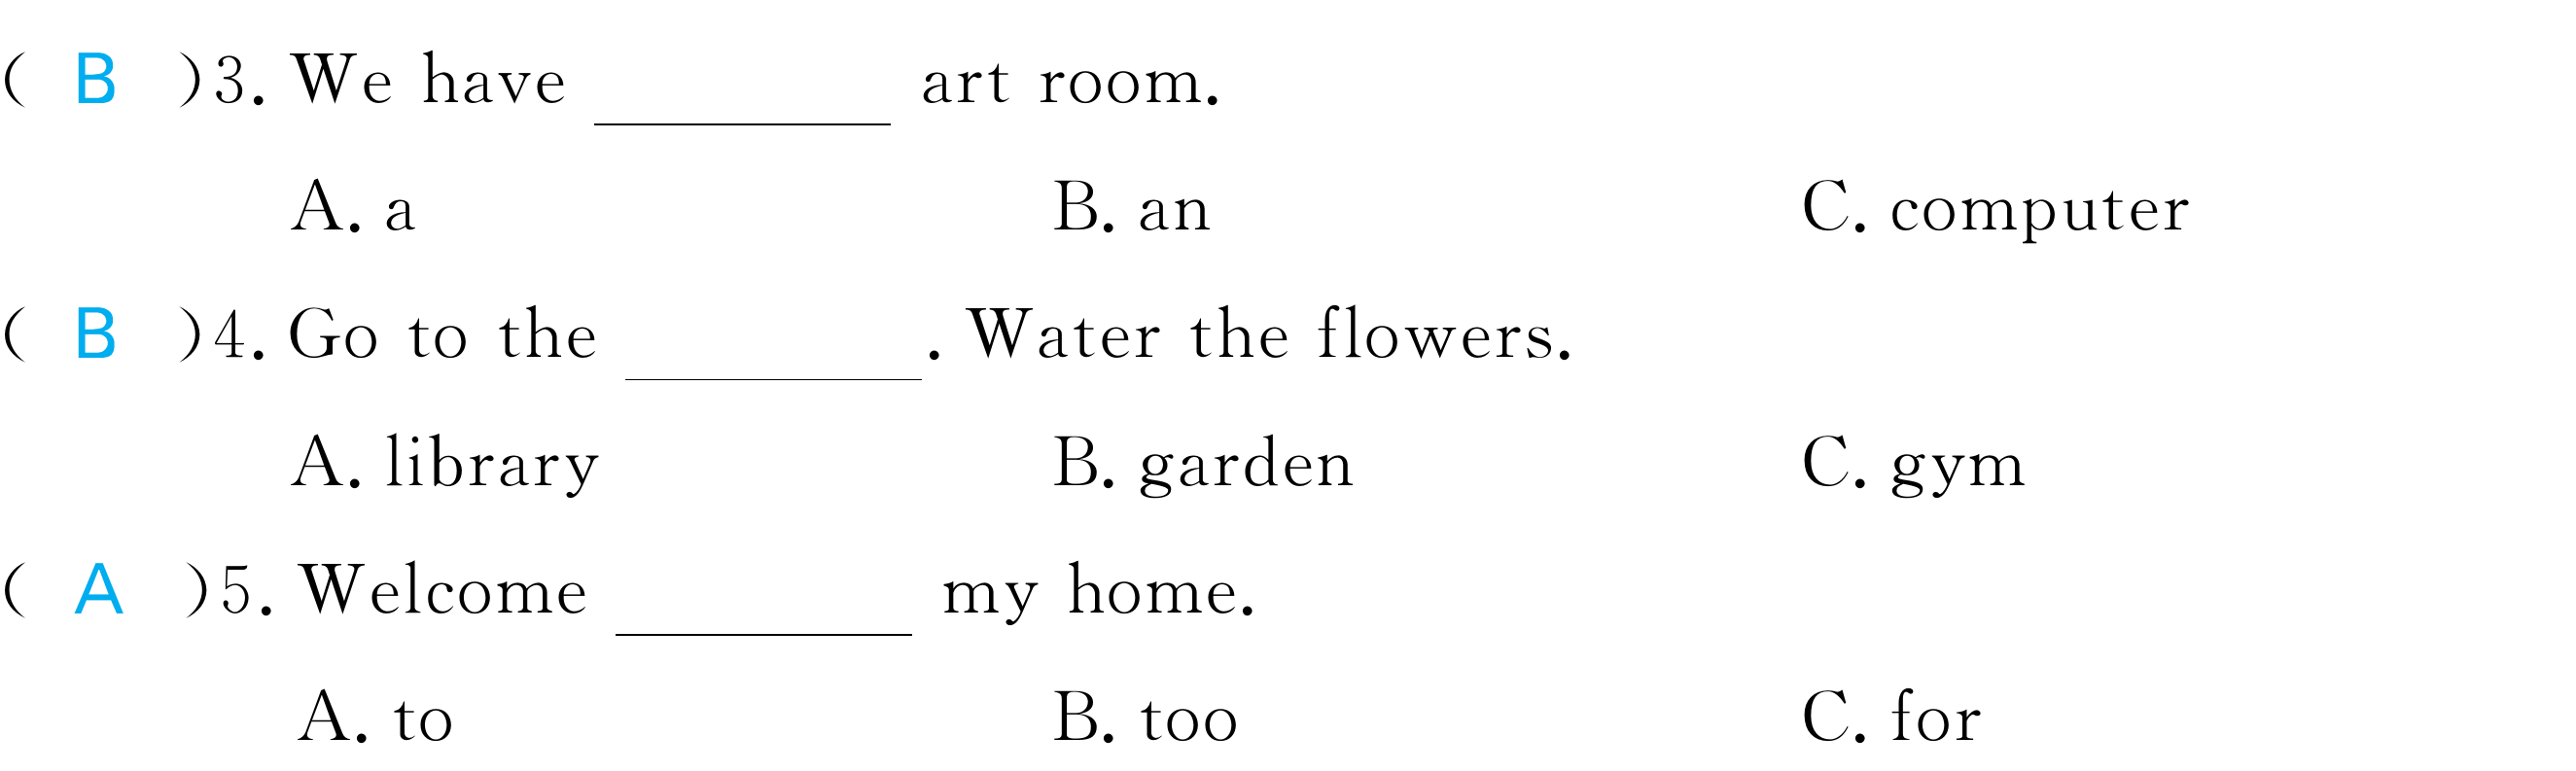 ( B )3. We have ________ art room.
A. a B. an C. computer
( B )4. Go to the ________. Water the flowers.
A. library B. garden C. gym
( A )5. Welcome ________ my home.
A. to B. too C. for